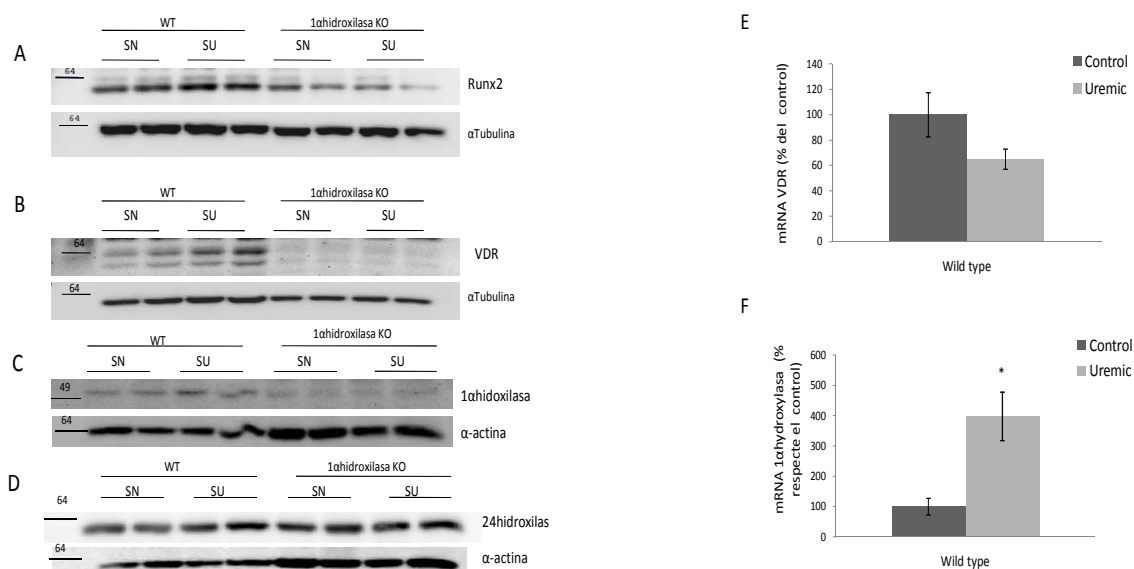 A
WT
1αhidroxilasa KO
SN
SU
SN
SU
64
Runx2
64
αTubulina
B
WT
1αhidroxilasa KO
SN
SU
SN
SU
64
VDR
64
αTubulina
C
WT
1αhidroxilasa KO
SN
SU
SN
SU
49
1αhidoxilasa
64
α-actina
D
WT
1αhidroxilasa KO
SN
SU
SN
SU
64
24hidroxilas
64
α-actina
E
mRNA VDR (% del control)
140
120
100
80
60
40
20
0
Wild type
Control
Uremic
F
mRNA 1αhydroxylasa (%
respecte el control)
600
500
400
300
200
100
0
*
Wild type
Control
Uremic